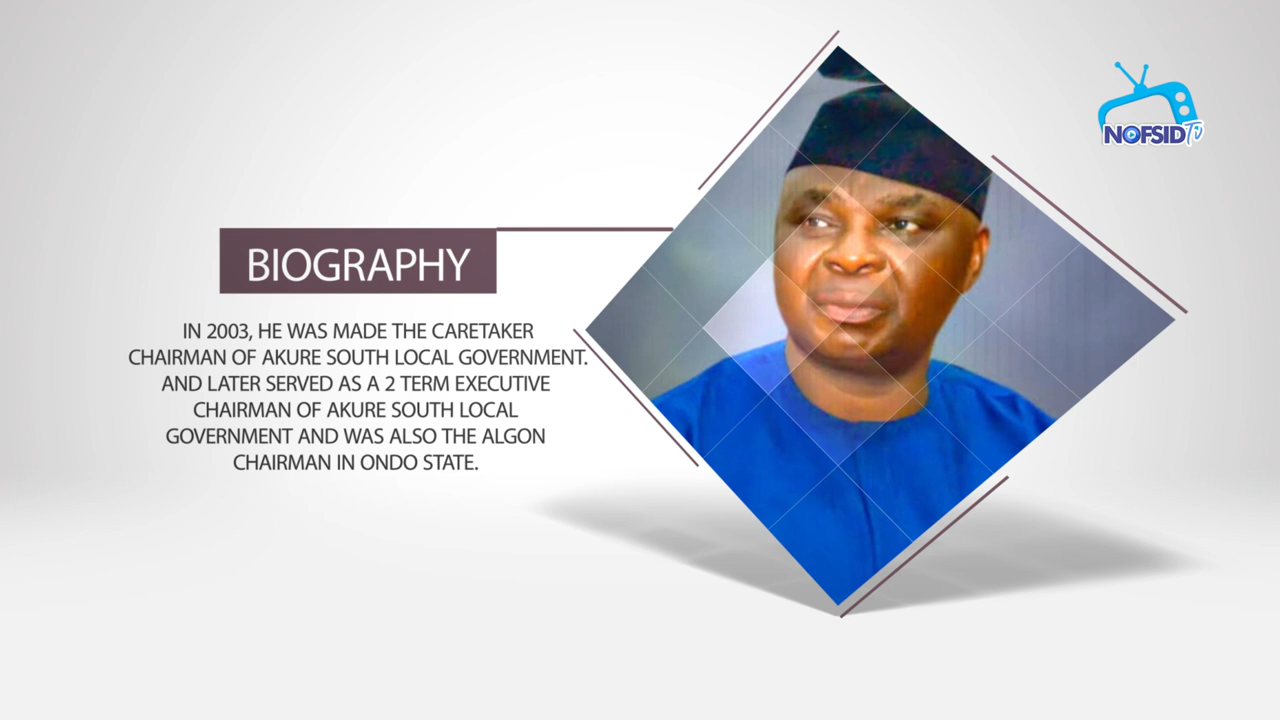 NOFSID TV
BIOGRAPHY
IN 2003, HE WAS MADE THE CARETAKER
CHAIRMAN OF AKURE SOUTH LOCAL GOVERNMENT.
AND LATER SERVED AS A 2 TERM EXECUTIVE
CHAIRMAN OF AKURE SOUTH LOCAL
GOVERNMENT AND WAS ALSO THE ALGON
CHAIRMAN IN ONDO STATE.